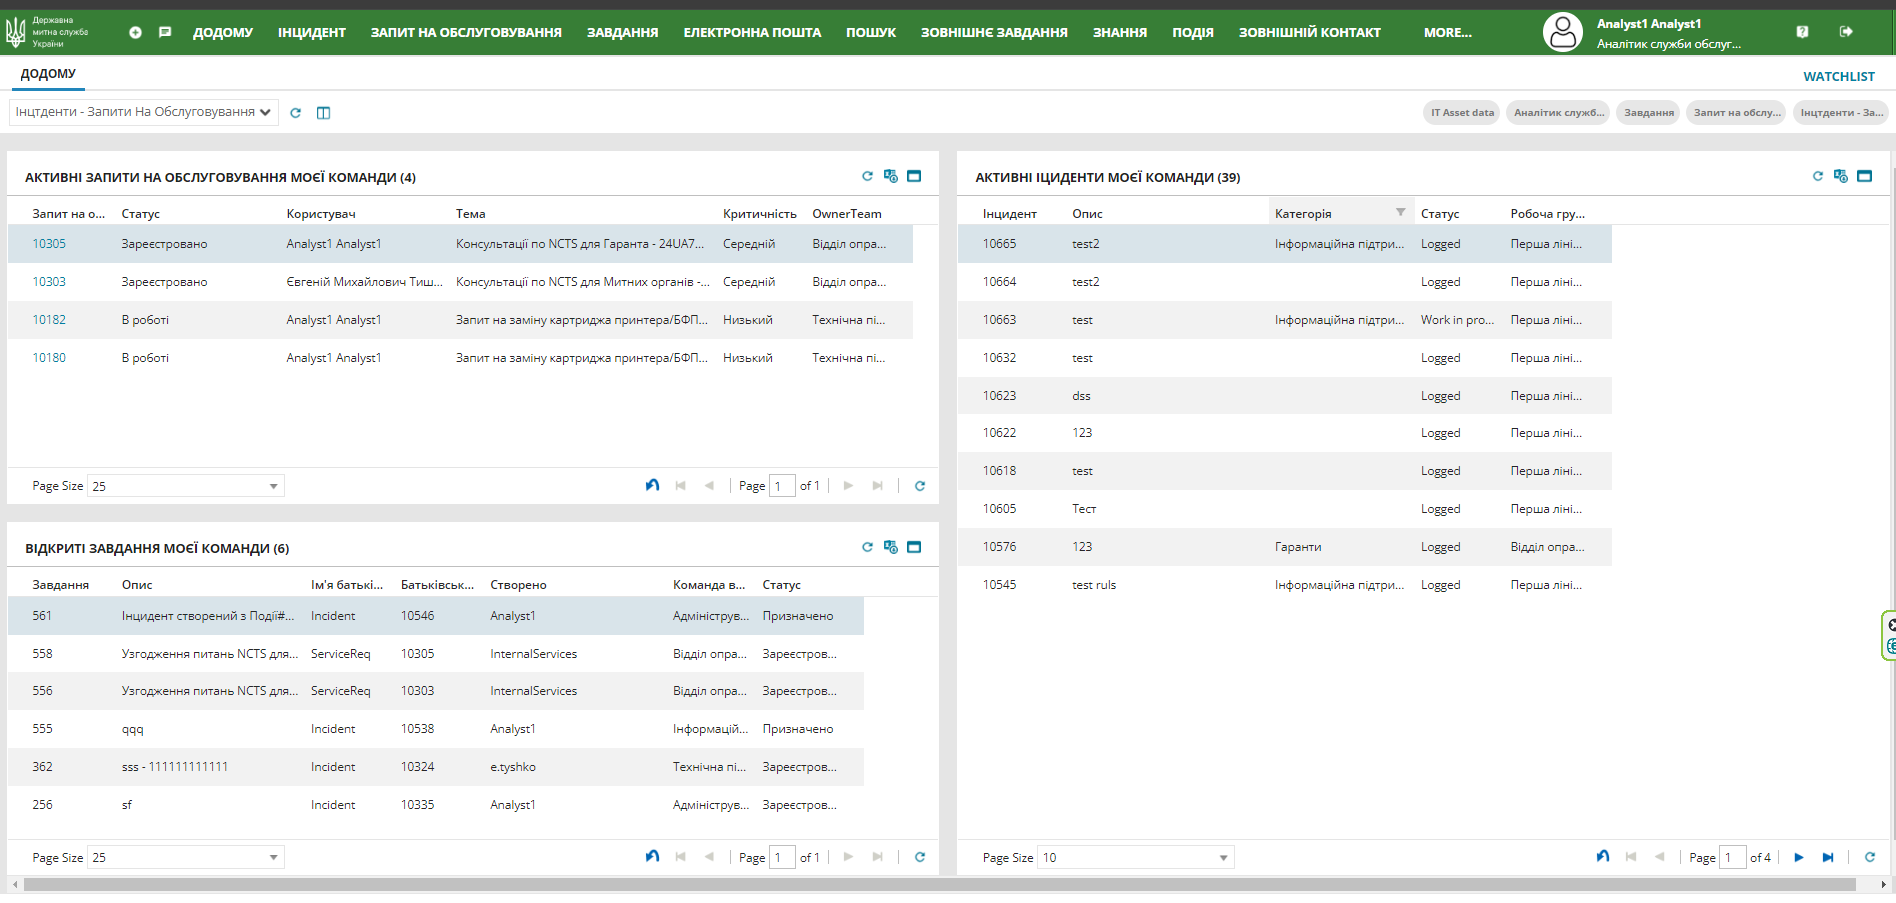 Державна
митна служба
України
ДОДОМУ ІНЦИДЕНТ ЗАПИТ НА ОБСЛУГОВУВАННЯ ЗАВДАННЯ ЕЛЕКТРОННА ПОШТА ПОШУК ЗОВНІШНЄ ЗАВДАННЯ ЗНАННЯ ПОДІЯ ЗОВНІШНІЙ КОНТАКТ MORE...
Analyst1 Analyst1
Аналітик служби обслуг...
ДОДОМУ
WATCHLIST
Інцтденти - Запити На Обслуговування
IT Asset data Аналітик служб... Завдання Запит на обслу... Інцтденти - За...
АКТИВНІ ЗАПИТИ НА ОБСЛУГОВУВАННЯ МОЄЇ КОМАНДИ (4)
Запит на о... Статус Користувач Тема Критичність OwnerTeam
10305 Зареєстровано Analyst1 Analyst1 Консультації по NCTS для Гаранта - 24UA7... Середній Відділ опра...
10303 Зареєстровано Євгеній Михайлович Тиш... Консультації по NCTS для Митних органів -... Середній Відділ опра...
10182 В роботі Analyst1 Analyst1 Запит на заміну картриджа принтера/БФП... Низький Технічна пі...
10180 В роботі Analyst1 Analyst1 Запит на заміну картриджа принтера/БФП... Низький Технічна пі...
Page Size 25 Page 1 of 1
ВІДКРИТІ ЗАВДАННЯ МОЄЇ КОМАНДИ (6)
Завдання Опис Ім'я батькі... Батьківськ... Створено Команда в... Статус
561 Інцидент створений з Події#... Incident 10546 Analyst1 Адмініструв... Призначено
558 Узгодження питань NCTS для... ServiceReq 10305 InternalServices Відділ опра... Зареєстров...
556 Узгодження питань NCTS для... ServiceReq 10303 InternalServices Відділ опра... Зареєстров...
555 qqq Incident 10538 Analyst1 Інформацій... Призначено
362 sss - 111111111111 Incident 10324 e.tyshko Технічна пі... Зареєстров...
256 sf Incident 10335 Analyst1 Адмініструв... Зареєстров...
Page Size 25 Page 1 of 1
АКТИВНІ ІЦИДЕНТИ МОЄЇ КОМАНДИ (39)
Інцидент Опис Категорія Статус Робоча гру...
10665 test2 Інформаційна підтри... Logged Перша ліні...
10664 test2 Logged Перша ліні...
10663 test Інформаційна підтри... Work in pro... Перша ліні...
10632 test Logged Перша ліні...
10623 dss Logged Перша ліні...
10622 123 Logged Перша ліні...
10618 test Logged Перша ліні...
10605 Тест Logged Перша ліні...
10576 123 Гаранти Logged Відділ опра...
10545 test ruls Інформаційна підтри... Logged Перша ліні...
Page Size 10 Page 1 of 4